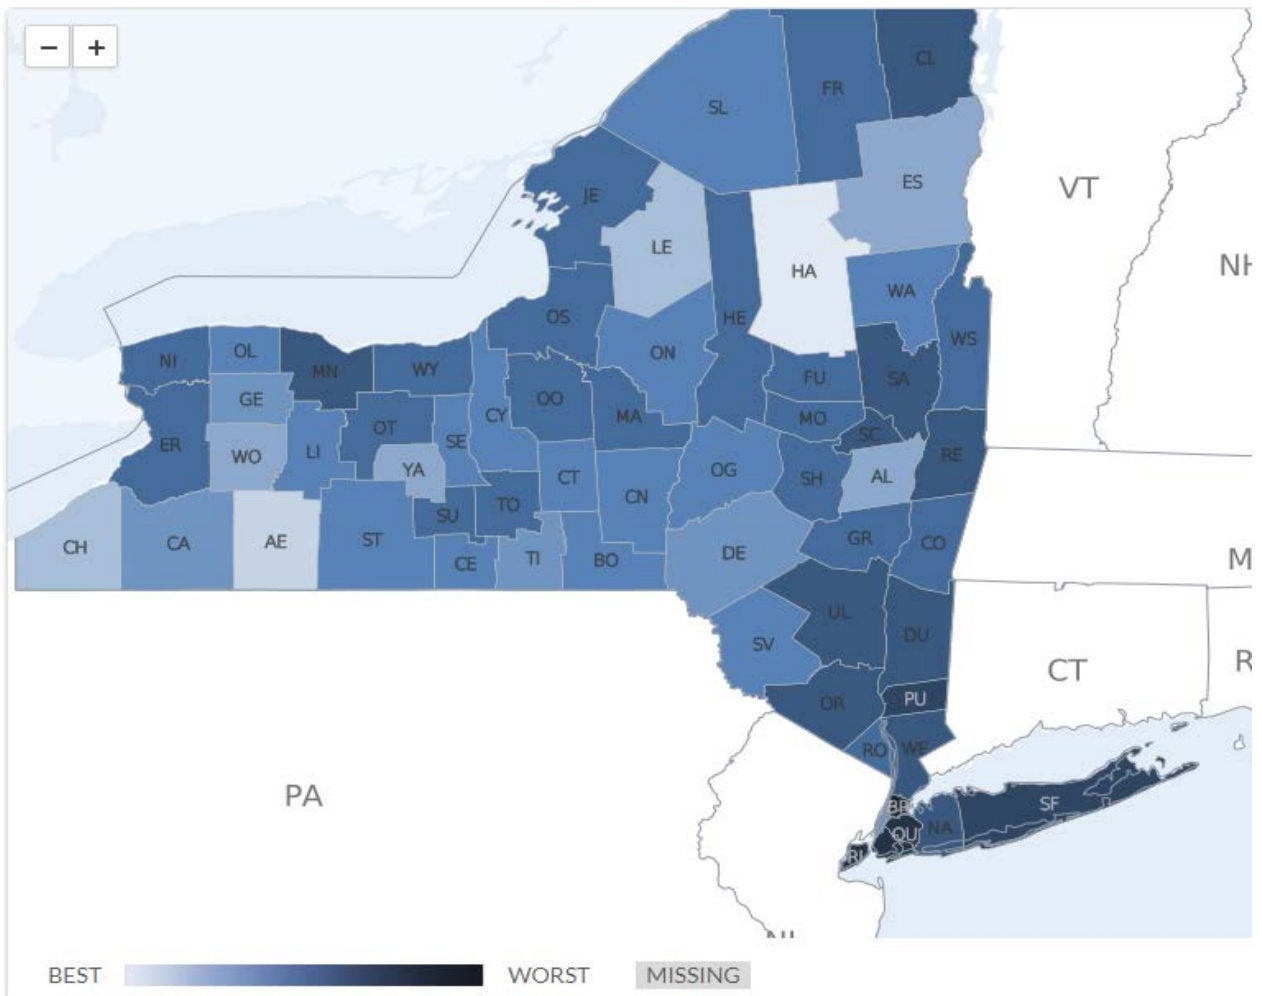 − +
CL
FR
SL
ES
VT
JE
LE
NH
HA
WA
OS
HE
WS
ON
NI
OL
MN
WY
FU
SA
GE
OO
MA
MO
CY
OT
SC
ER
SE
RE
WO
LI
YA
OG
AL
CT
SH
CN
TO
SU
GR
CO
CH
CA
AE
ST
DE
TI
BO
CE
M
UL
DU
SV
R
CT
PU
OR
RO
WE
PA
SF
BR
NA
QU
RI
NJ
BEST WORST MISSING